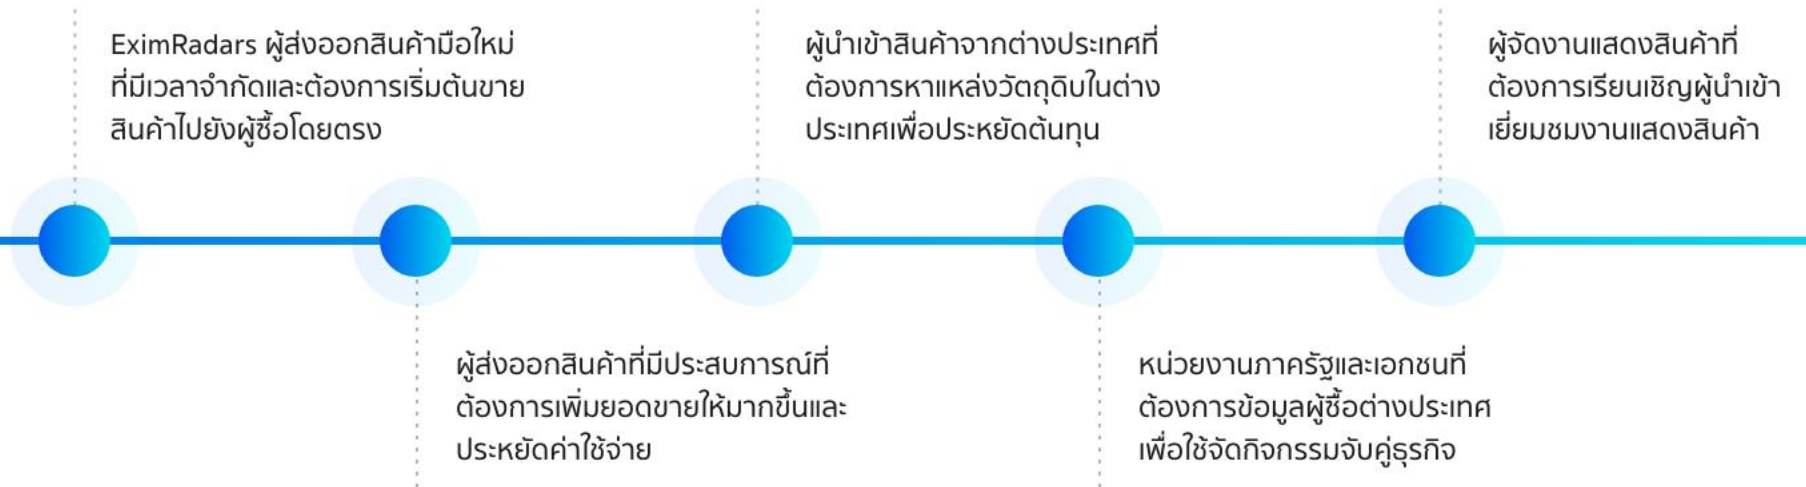 EximRadars ผู้ส่งออกสินค้ามือใหม่
ที่มีเวลาจำกัดและต้องการเริ่มต้นขาย
สินค้าไปยังผู้ซื้อโดยตรง
ผู้ส่งออกสินค้าที่มีประสบการณ์ที่
ต้องการเพิ่มยอดขายให้มากขึ้นและ
ประหยัดค่าใช้จ่าย
ผู้นำเข้าสินค้าจากต่างประเทศที่
ต้องการหาแหล่งวัตถุดิบในต่าง
ประเทศเพื่อประหยัดต้นทุน
หน่วยงานภาครัฐและเอกชนที่
ต้องการข้อมูลผู้ซื้อต่างประเทศ
เพื่อใช้จัดกิจกรรมจับคู่ธุรกิจ
ผู้จัดงานแสดงสินค้าที่
ต้องการเรียนเชิญผู้นำเข้า
เยี่ยมชมงานแสดงสินค้า